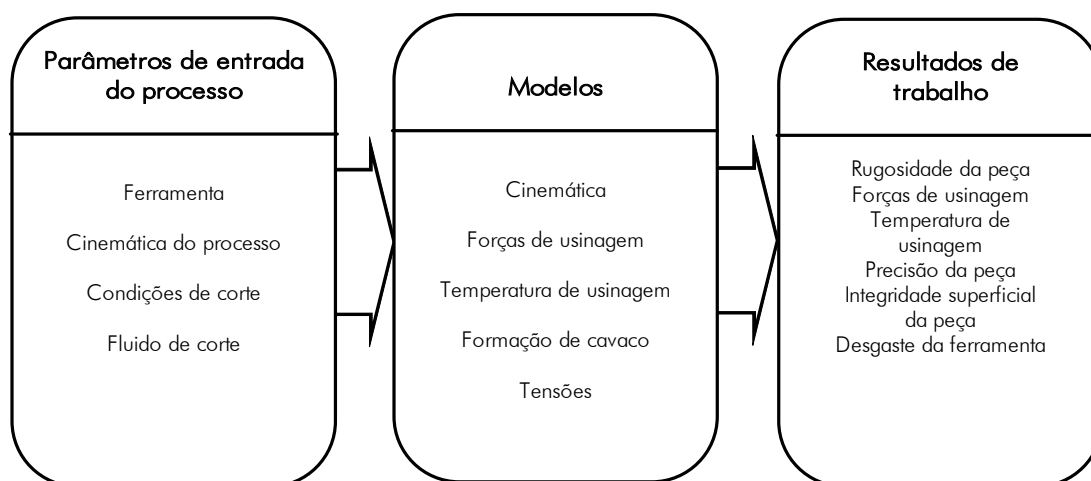 Parâmetros de entrada
do processo
Ferramenta
Cinemática do processo
Condições de corte
Fluido de corte
Modelos
Cinemática
Forças de usinagem
Temperatura de usinagem
Formação de cavaco
Tensões
Resultados de
trabalho
Rugosidade da peça
Forças de usinagem
Temperatura de
usinagem
Precisão da peça
Integridade superficial
da peça
Desgaste da ferramenta